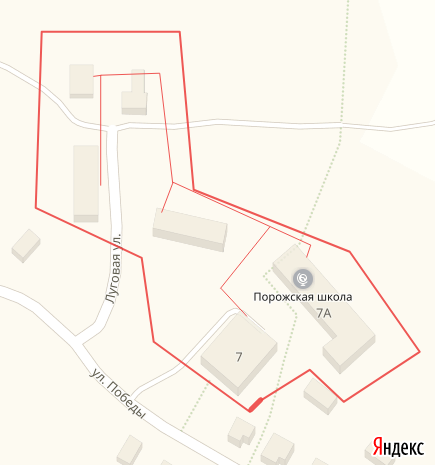 Луговая ул.
Порожская школа
7А
7
ул. Победы
Яндекс